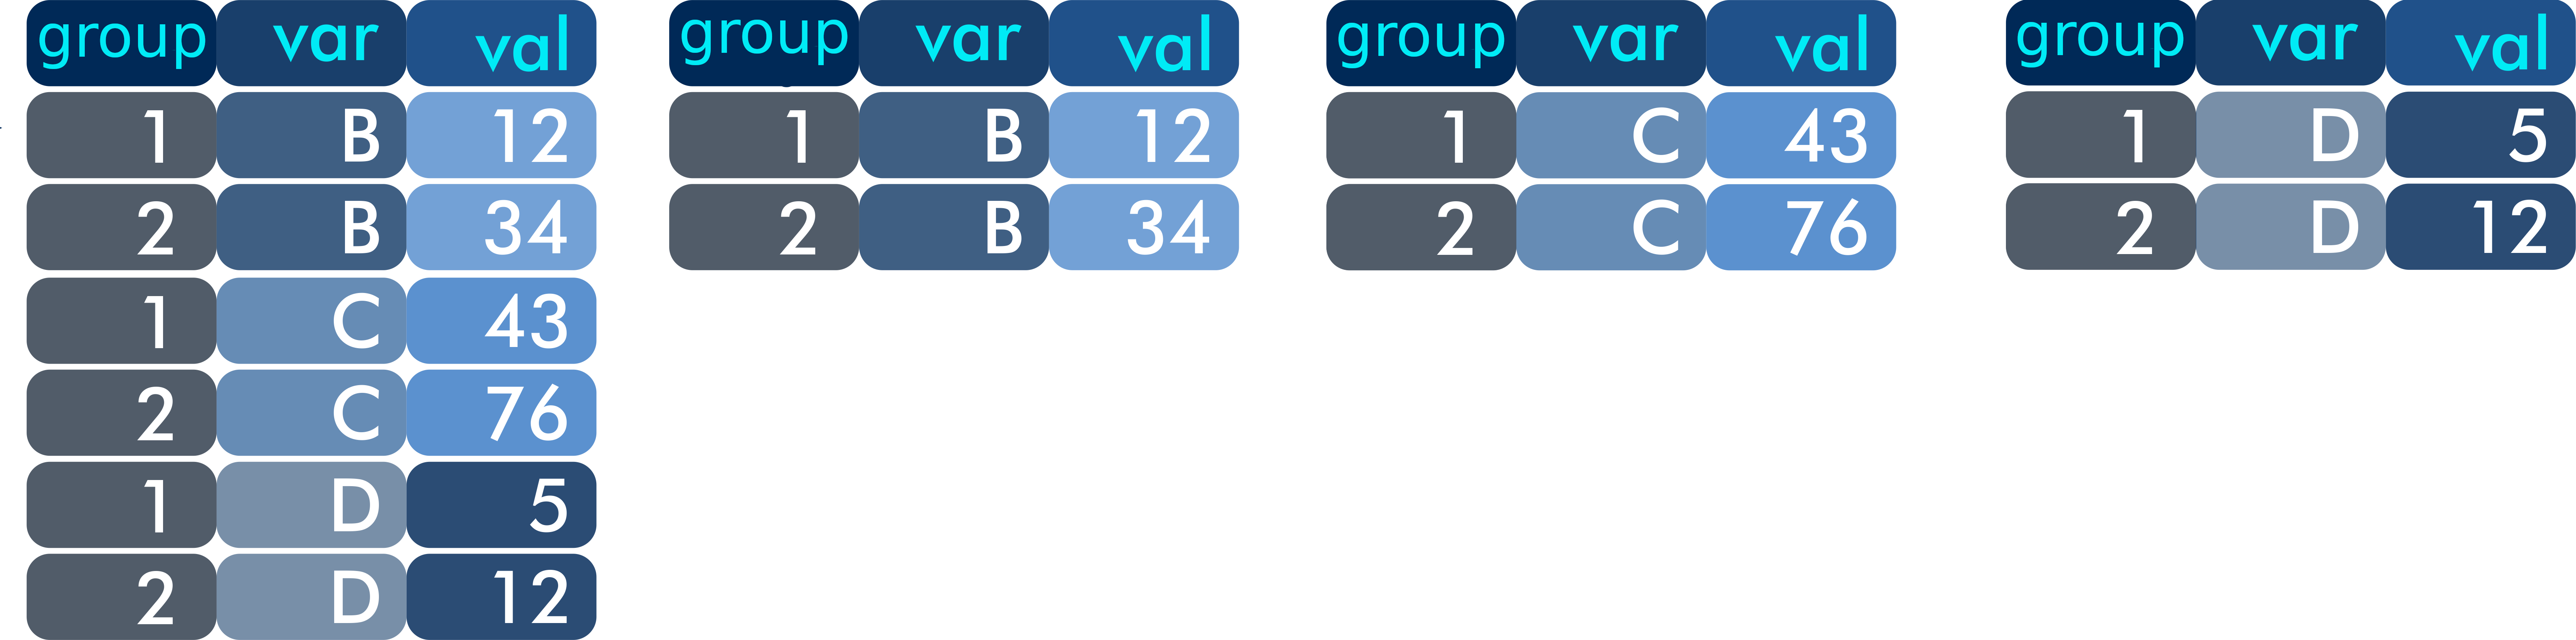 group var val group var val group var val group var val
1 B 12 1 B 12 1 C 43 1 D 5
2 B 34 2 B 34 2 C 76 2 D 12
1 C 43
2 C 76
1 D 5
2 D 12